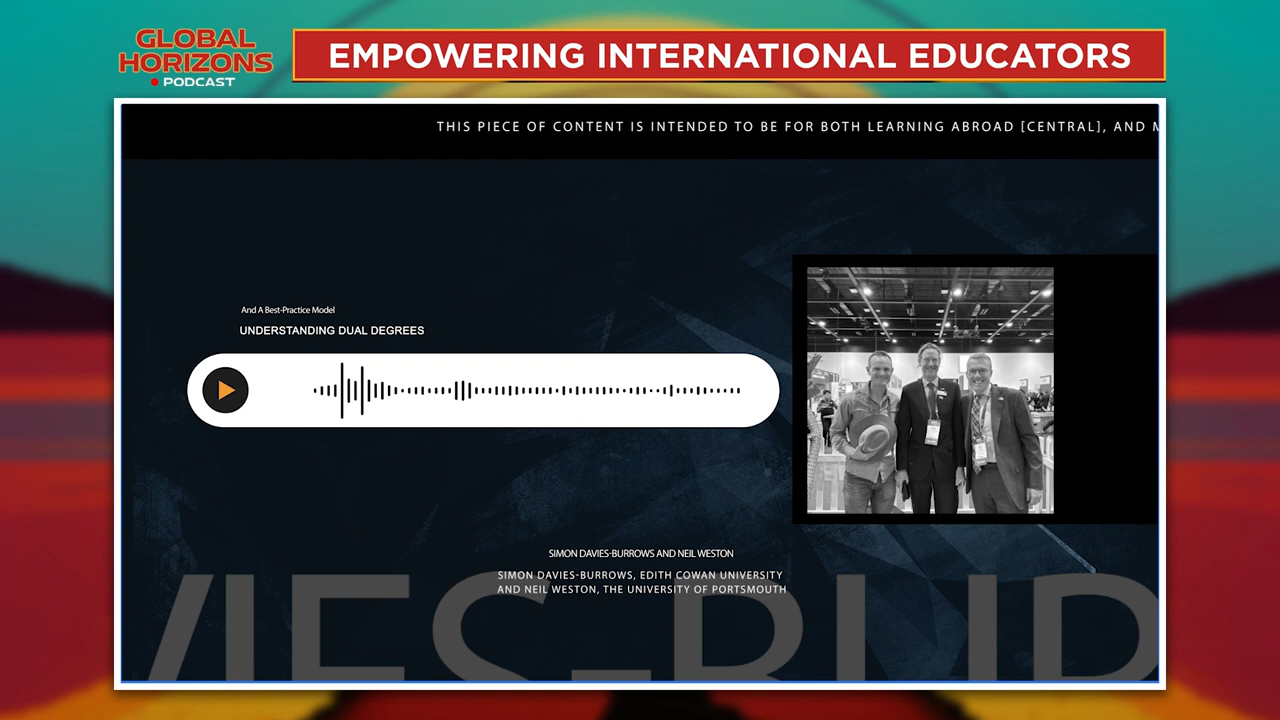 GLOBAL
HORIZONS
PODCAST
EMPOWERING INTERNATIONAL EDUCATORS
THIS PIECE OF CONTENT IS INTENDED TO BE FOR BOTH LEARNING ABROAD [CENTRAL], AND
And A Best-Practice Model
UNDERSTANDING DUAL DEGREES
SIMON DAVIES-BURROWS AND NEIL WESTON
SIMON DAVIES-BURROWS, EDITH COWAN UNIVERSITY
AND NEIL WESTON, THE UNIVERSITY OF PORTSMOUTH